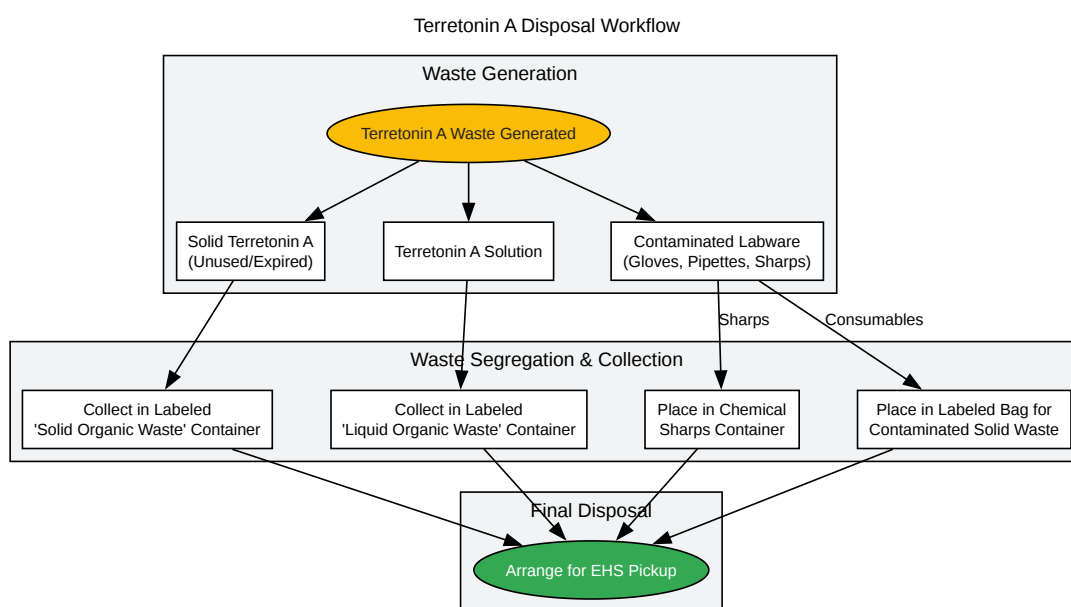 Terretonin A Disposal Workflow
Waste Generation
Terretonin A Waste Generated
Solid Terretonin A
(Unused/Expired)
Terretonin A Solution
Contaminated Labware
(Gloves, Pipettes, Sharps)
Sharps
Consumables
Waste Segregation & Collection
Collect in Labeled
'Solid Organic Waste' Container
Collect in Labeled
'Liquid Organic Waste' Container
Place in Chemical
Sharps Container
Place in Labeled Bag for
Contaminated Solid Waste
Final Disposal
Arrange for EHS Pickup